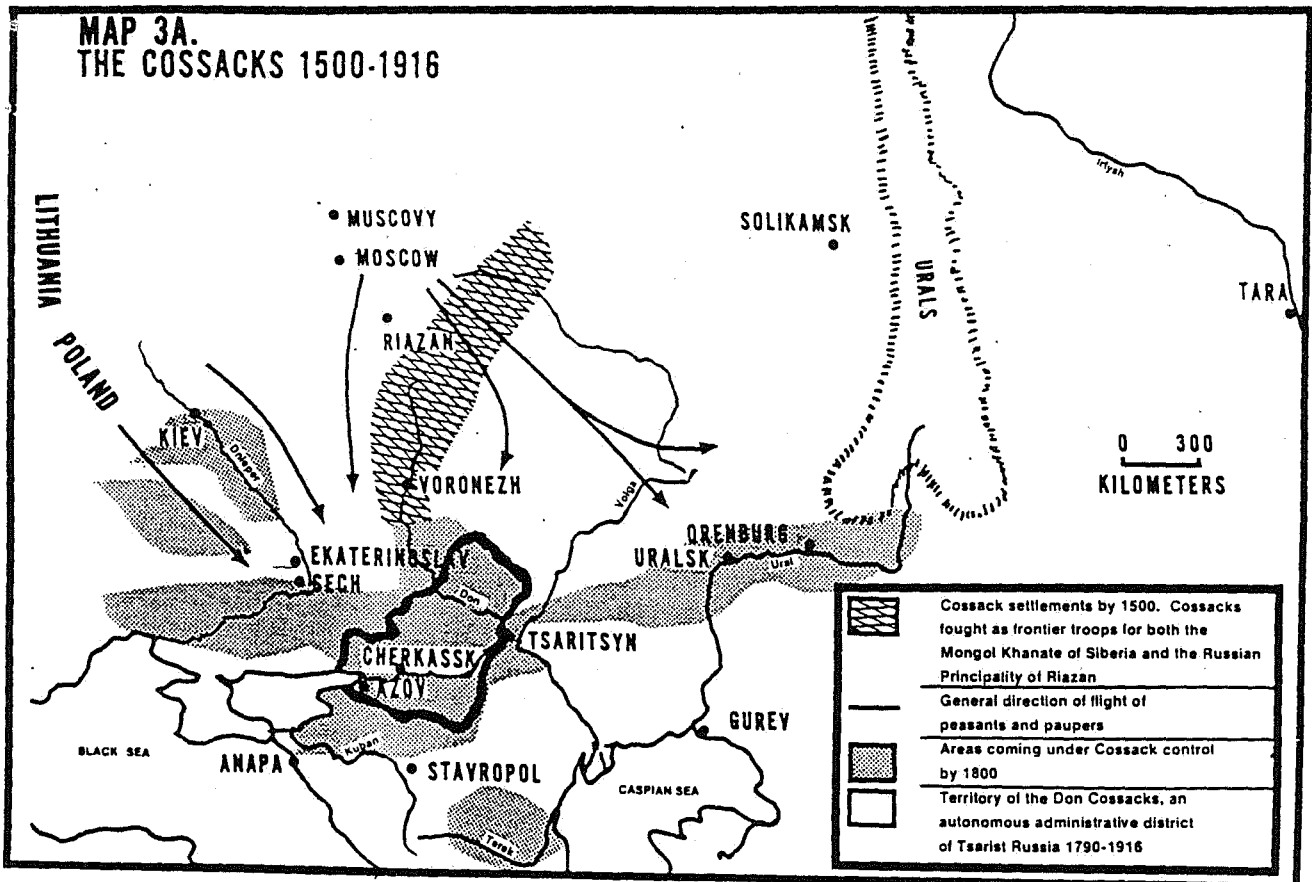 MAP 3A.
THE COSSACKS 1500-1916
Irtysh
LITHUANIA
MUSCOVY
SOLIKAMSK
MOSCOW
URALS
TARA
RIAZAN
POLAND
KIEV
Dnieper
0 300
KILOMETERS
VORONEZH
Volga
EKATERINOSLAV
SECH
ORENBURG
URALSK
Ural
Don
TSARITSYN
CHERKASSK
AZOV
GUREV
BLACK SEA
ANAPA
Kuban
STAVROPOL
CASPIAN SEA
Terek
Cossack settlements by 1500. Cossacks
fought as frontier troops for both the
Mongol Khanate of Siberia and the Russian
Principality of Riazan
General direction of flight of
peasants and paupers
Areas coming under Cossack control
by 1800
Territory of the Don Cossacks, an
autonomous administrative district
of Tsarist Russia 1790-1916